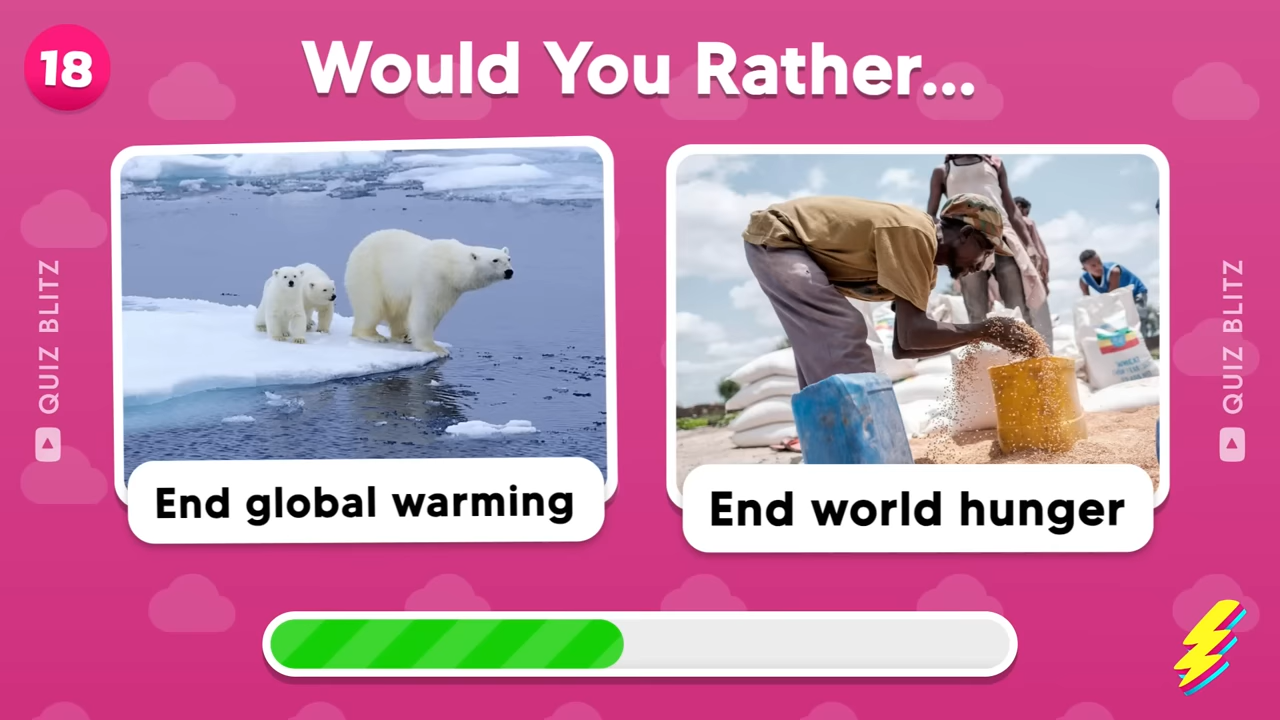 18
Would You Rather...
QUIZ BLITZ
End global warming
End world hunger
QUIZ BLITZ